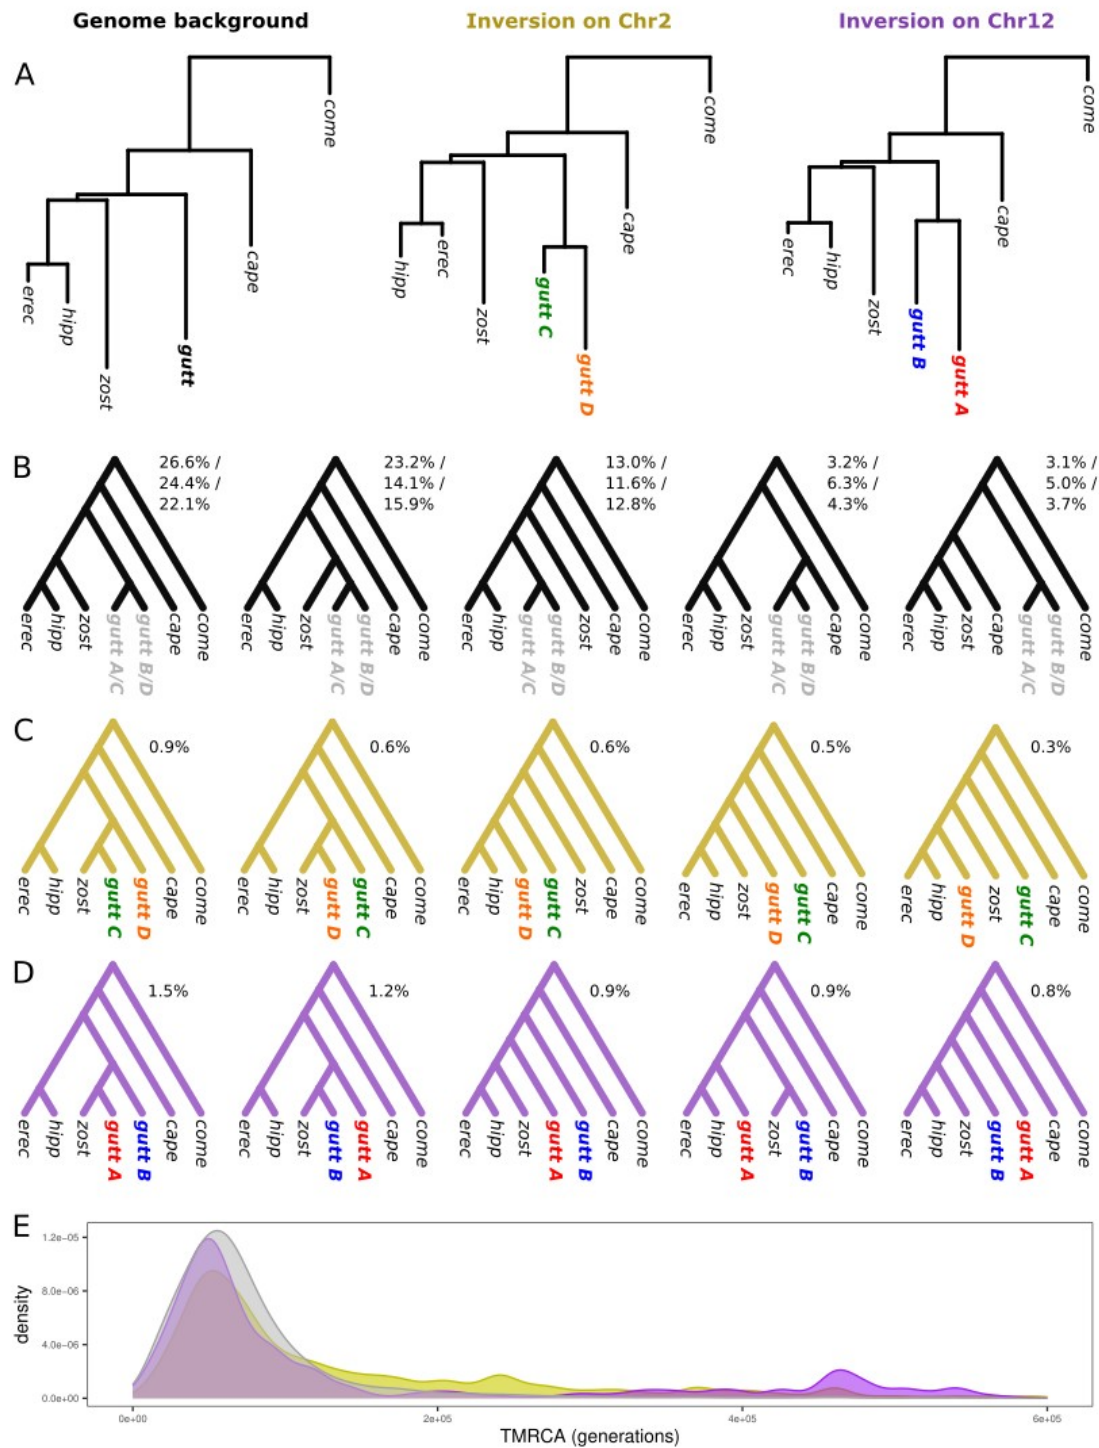 Genome background
Inversion on Chr2
Inversion on Chr12
A
come
cape
erec
hipp
zost
gutt
come
cape
hipp
erec
zost
gutt C
gutt D
come
cape
erec
hipp
zost
gutt B
gutt A
B
26.6% /
24.4% /
22.1%
23.2% /
14.1% /
15.9%
13.0% /
11.6% /
12.8%
3.2% /
6.3% /
4.3%
3.1% /
5.0% /
3.7%
erec hipp zost gutt A/C gutt B/D cape come
erec hipp zost gutt A/C gutt B/D cape come
erec hipp gutt A/C gutt B/D zost cape come
erec hipp zost gutt A/C gutt B/D cape come
erec hipp zost cape gutt A/C gutt B/D come
C
0.9%
0.6%
0.6%
0.5%
0.3%
erec hipp zost gutt C gutt D cape come
erec hipp zost gutt D gutt C cape come
erec hipp gutt D gutt C zost cape come
erec hipp zost gutt D gutt C cape come
erec hipp gutt D zost gutt C cape come
D
1.5%
1.2%
0.9%
0.9%
0.8%
erec hipp zost gutt A gutt B cape come
erec hipp zost gutt B gutt A cape come
erec hipp zost gutt A gutt B cape come
erec hipp gutt A zost gutt B cape come
erec hipp zost gutt B gutt A cape come
E
density
1.2e−05
8.0e−06
4.0e−06
0.0e+00
0e+00
2e+05
4e+05
6e+05
TMRCA (generations)